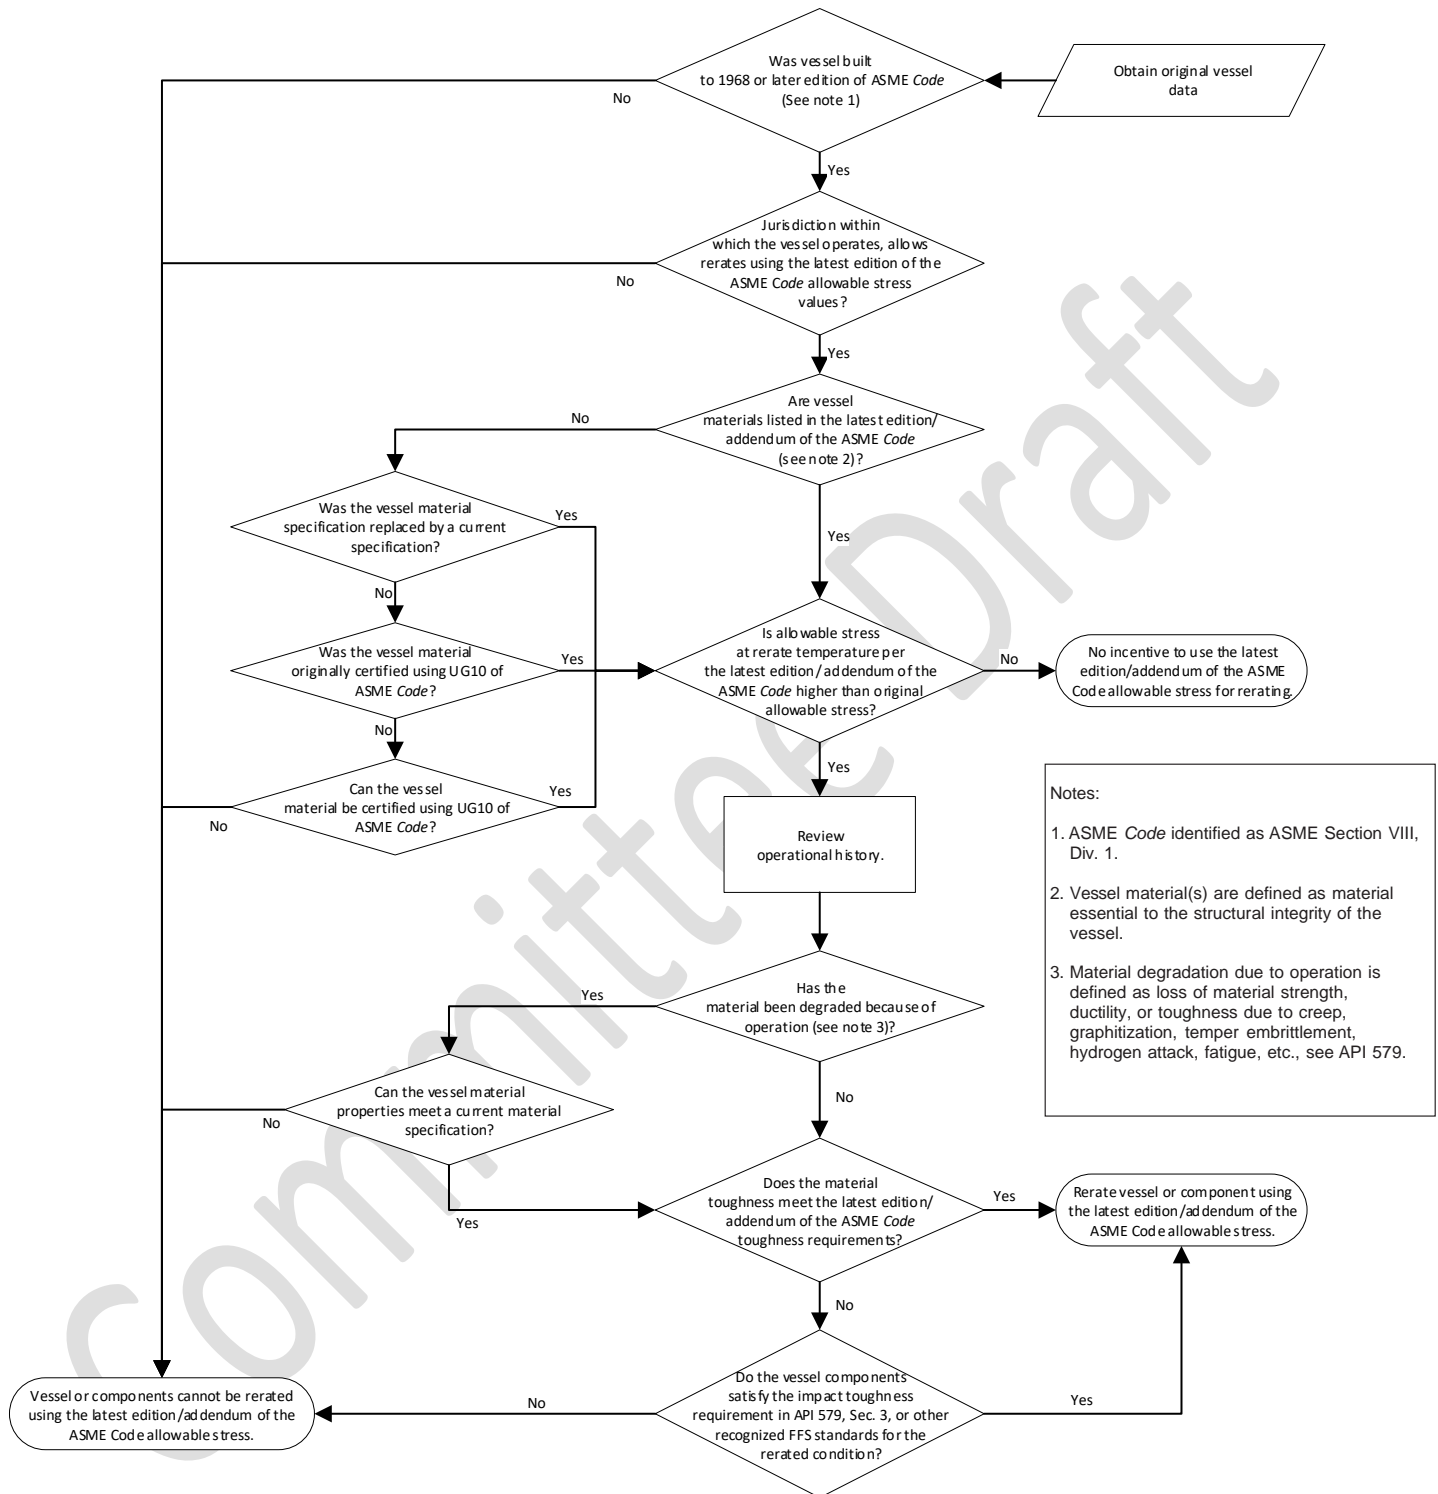 Was vessel built
to 1968 or later edition of ASME Code
(See note 1)
Obtain original vessel
data
No
Yes
Jurisdiction within
which the vessel operates, allows
rerates using the latest edition of the
ASME Code allowable stress
values?
No
Yes
Are vessel
materials listed in the latest edition/
addendum of the ASME Code
(see note 2)?
No
Was the vessel material
specification replaced by a current
specification?
Yes
Yes
No
Was the vessel material
originally certified using UG10 of
ASME Code?
Yes
Is allowable stress
at rerate temperature per
the latest edition/addendum of the
ASME Code higher than original
allowable stress?
No
No incentive to use the latest
edition/addendum of the ASME
Code allowable stress for rerating.
No
Yes
Can the vessel
material be certified using UG10 of
ASME Code?
Yes
No
Review
operational history.
Notes:
1. ASME Code identified as ASME Section VIII,
Div. 1.
2. Vessel material(s) are defined as material
essential to the structural integrity of the
vessel.
3. Material degradation due to operation is
defined as loss of material strength,
ductility, or toughness due to creep,
graphitization, temper embrittlement,
hydrogen attack, fatigue, etc., see API 579.
Has the
material been degraded because of
operation (see note 3)?
Yes
No
Can the vessel material
properties meet a current material
specification?
No
Yes
Does the material
toughness meet the latest edition/
addendum of the ASME Code
toughness requirements?
Yes
Rerate vessel or component using
the latest edition/addendum of the
ASME Code allowable stress.
No
Do the vessel components
satisfy the impact toughness
requirement in API 579, Sec. 3, or other
recognized FFS standards for the
rerated condition?
Yes
No
Vessel or components cannot be rerated
using the latest edition/addendum of the
ASME Code allowable stress.
Committee Draft